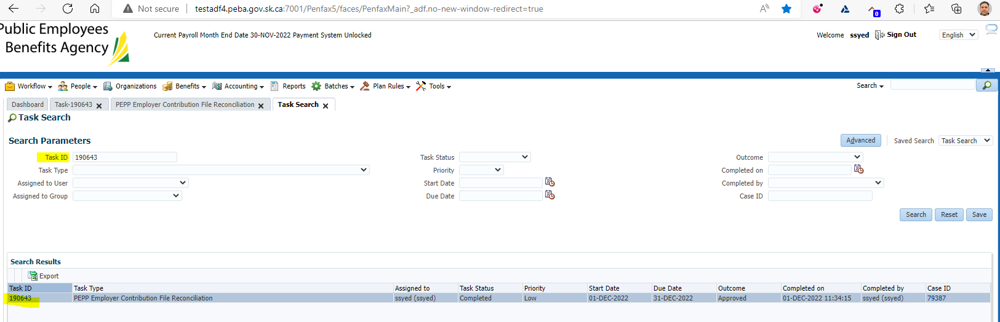 Not secure testadf4.peba.gov.sk.ca:7001/Penfax5/faces/PenfaxMain?_adf.no-new-window-redirect=true
0
Public Employees
Benefits Agency
Current Payroll Month End Date 30-NOV-2022 Payment System Unlocked
Welcome ssyed Sign Out English
Workflow People Organizations Benefits Accounting Reports Batches Plan Rules Tools Search
Dashboard Task-190643 PEPP Employer Contribution File Reconciliation Task Search
Task Search
Search Parameters Advanced Saved Search Task Search
Task ID 190643 Task Status Outcome
Task Type Priority Completed on
Assigned to User Start Date Completed by
Assigned to Group Due Date Case ID
Search Reset Save
Search Results
Export
Task ID Task Type Assigned to Task Status Priority Start Date Due Date Outcome Completed on Completed by Case ID
190643 PEPP Employer Contribution File Reconciliation ssyed (ssyed) Completed Low 01-DEC-2022 31-DEC-2022 Approved 01-DEC-2022 11:34:15 ssyed (ssyed) 79387